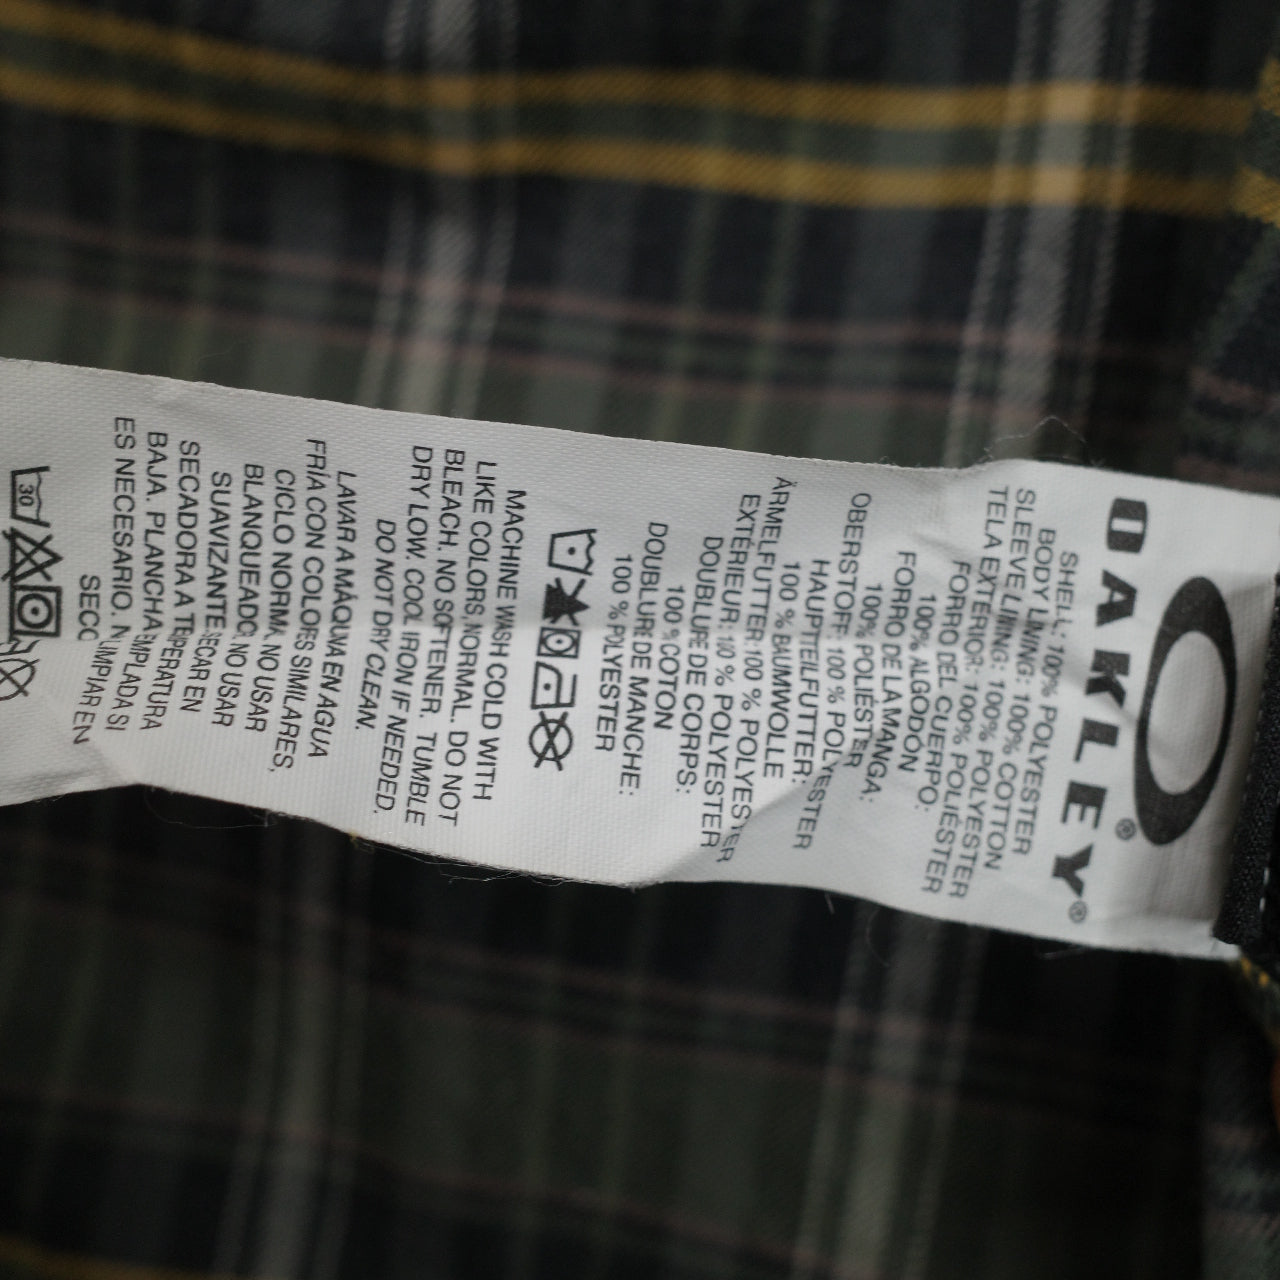 OAKLEY®
®
SHELL: 100% POLYESTER
BODY LINING: 100% COTTON
SLEEVE LINING: 100% POLYESTER
TELA EXTERIOR: 100% POLIÉSTER
FORRO DEL CUERPO:
100% ALGODÓN
FORRO DE LA MANGA:
100% POLIÉSTER
OBERSTOFF: 100 % POLYESTER
HAUPTTEILFUTTER:
100 % BAUMWOLLE
ÄRMELFUTTER: 100 % POLYESTER
EXTÉRIEUR: 100 % POLYESTER
DOUBLURE DE CORPS:
100 % COTON
DOUBLURE DE MANCHE:
100 % POLYESTER
MACHINE WASH COLD WITH
LIKE COLORS, NORMAL. DO NOT
BLEACH. NO SOFTENER. TUMBLE
DRY LOW. COOL IRON IF NEEDED.
DO NOT DRY CLEAN.
LAVAR A MÁQUINA EN AGUA
FRÍA CON COLORES SIMILARES,
CICLO NORMAL. NO USAR
BLANQUEADOR. NO USAR
SUAVIZANTE. SECAR EN
SECADORA A TEMPERATURA
BAJA. PLANCHA TEMPLADA SI
ES NECESARIO. NO LIMPIAR EN
SECO
30